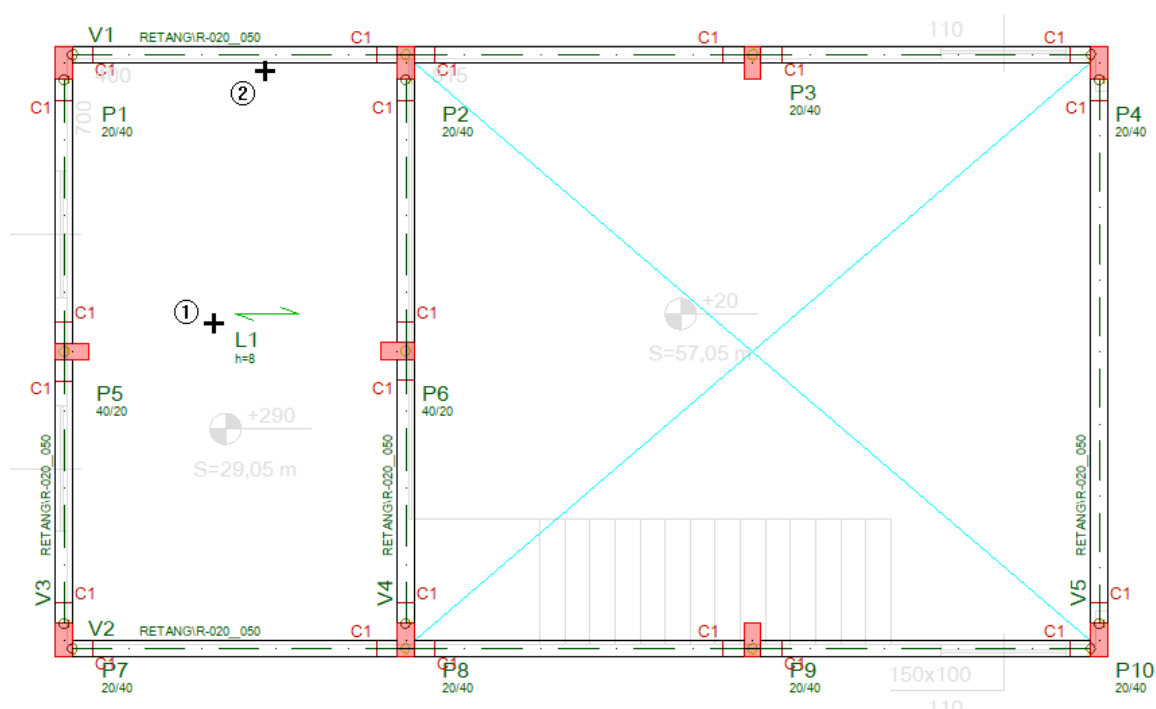 110
V1
RETANG\R-020__050
C1
C1
C1
C1
400
C1
915
C1
②
P3
20/40
C1
700
P1
20/40
C1
P2
20/40
C1
P4
20/40
①
C1
C1
+20
L1
h=8
S=57,05 m
C1
P5
40/20
C1
P6
40/20
+290
S=29,05 m
RETANG\R-020__050
RETANG\R-020__050
RETANG\R-020__050
V3
C1
V4
C1
V5
C1
V2
RETANG\R-020__050
C1
C1
C1
C1
P7
20/40
C1
P8
20/40
C1
P9
20/40
150x100
P10
20/40
110